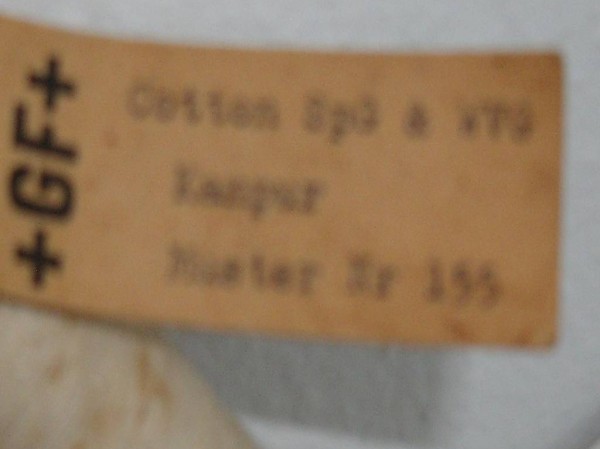 +GF+
Cotton SpG & WVG
Kanpur
Muster Nr 155